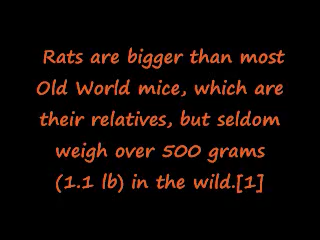 Rats are bigger than most
Old World mice, which are
their relatives, but seldom
weigh over 500 grams
(1.1 lb) in the wild.[1]